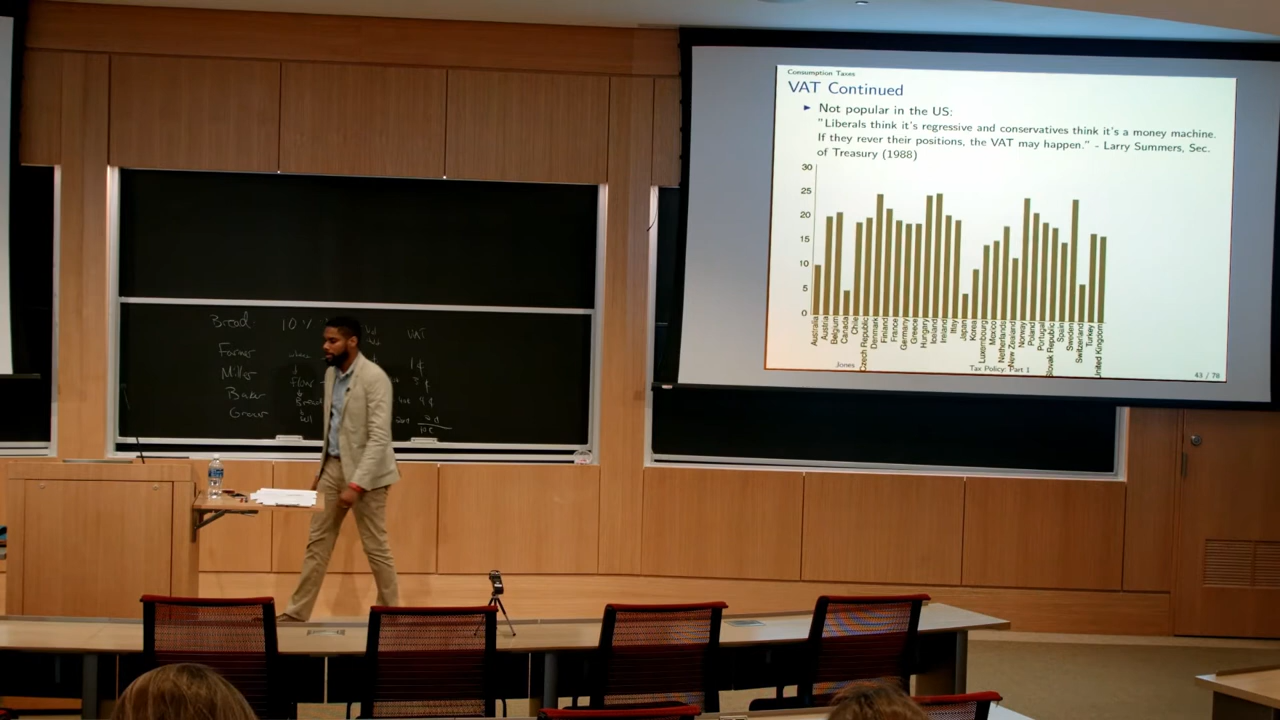 Bread: 10%
VAT
Farmer
Miller
Flour
Baker
Bread
Grocer
sell
Consumption Taxes
VAT Continued
Not popular in the US:
"Liberals think it's regressive and conservatives think it's a money machine.
If they rever their positions, the VAT may happen." - Larry Summers, Sec.
of Treasury (1988)
30
25
20
15
10
5
0
Australia
Austria
Belgium
Canada
Chile
Czech Republic
Denmark
Finland
France
Germany
Greece
Hungary
Iceland
Ireland
Italy
Japan
Korea
Luxembourg
Mexico
Netherlands
New Zealand
Norway
Poland
Portugal
Slovak Republic
Spain
Sweden
Switzerland
Turkey
United Kingdom
Jones Tax Policy: Part 1 43 / 78